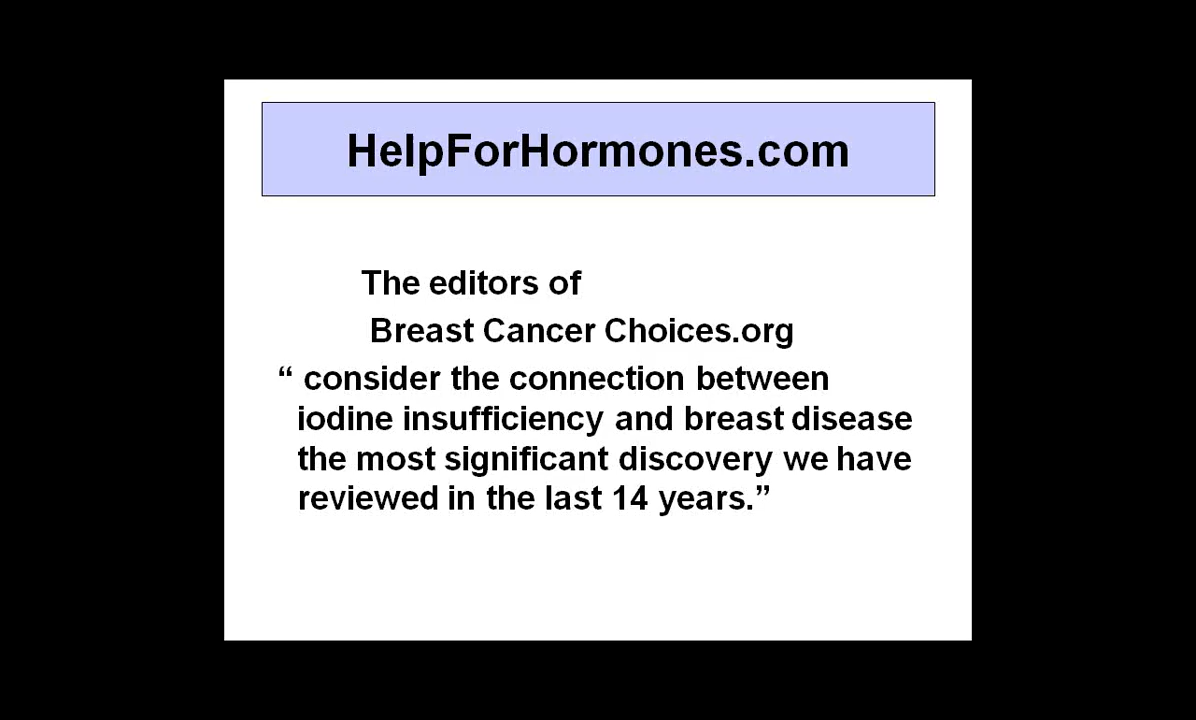 HelpForHormones.com
The editors of
Breast Cancer Choices.org
“ consider the connection between
iodine insufficiency and breast disease
the most significant discovery we have
reviewed in the last 14 years.”